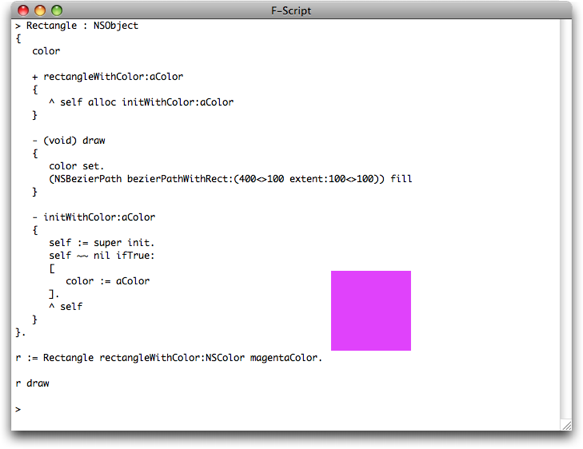 F-Script
> Rectangle : NSObject
{
   color

   + rectangleWithColor:aColor
   {
      ^ self alloc initWithColor:aColor
   }

   - (void) draw
   {
      color set.
      (NSBezierPath bezierPathWithRect:(400<>100 extent:100<>100)) fill
   }

   - initWithColor:aColor
   {
      self := super init.
      self ~~ nil ifTrue:
      [
         color := aColor
      ].
      ^ self
   }
}.

r := Rectangle rectangleWithColor:NSColor magentaColor.

r draw

>